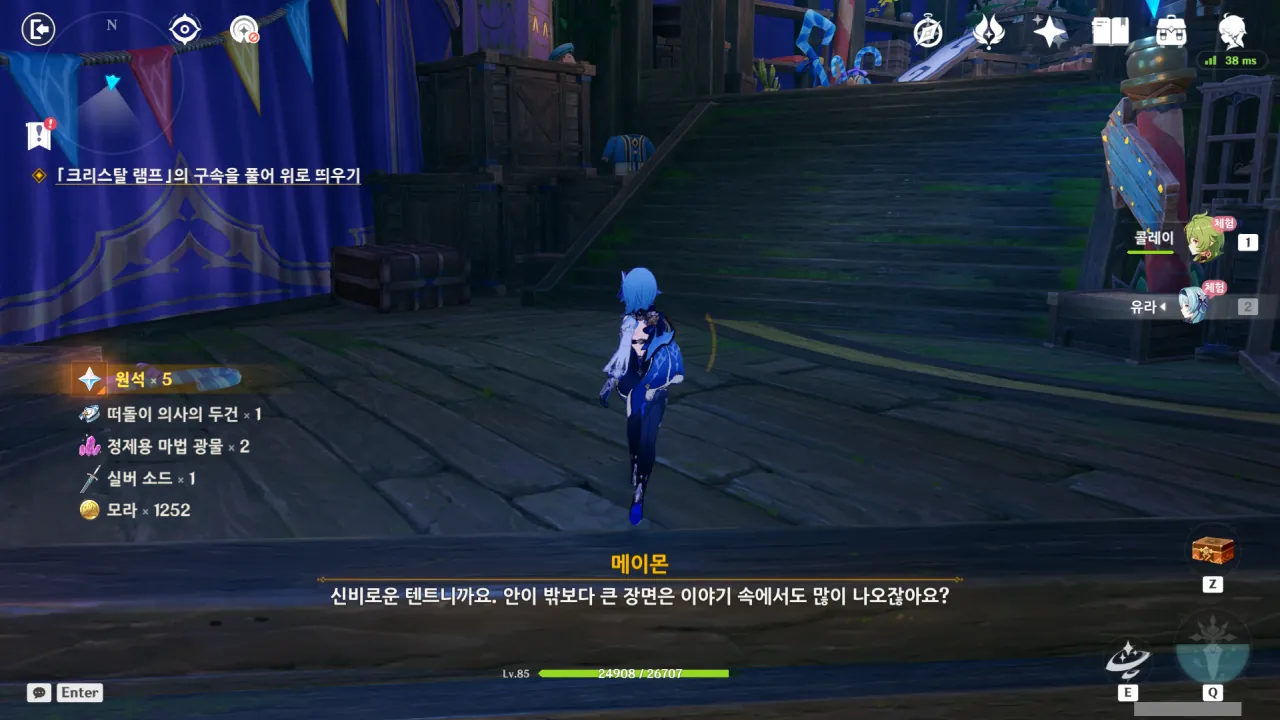 N
38 ms
「크리스탈 램프」의 구속을 풀어 위로 띄우기
체험
콜레이
1
체험
유라
2
원석 × 5
떠돌이 의사의 두건 × 1
정제용 마법 광물 × 2
실버 소드 × 1
모라 × 1252
메이몬
신비로운 텐트니까요. 안이 밖보다 큰 장면은 이야기 속에서도 많이 나오잖아요?
Z
Lv.85
24908 / 26707
Enter
E
Q